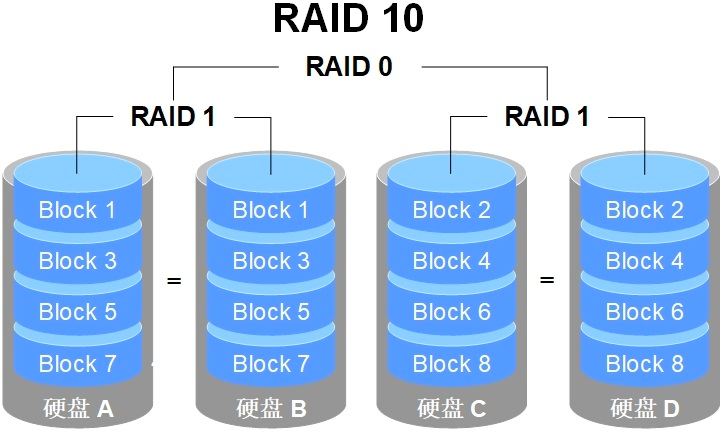 RAID 10
RAID 0
RAID 1 RAID 1
Block 1 Block 1 Block 2 Block 2
Block 3 Block 3 Block 4 Block 4
= =
Block 5 Block 5 Block 6 Block 6
Block 7 Block 7 Block 8 Block 8
硬盘 A 硬盘 B 硬盘 C 硬盘 D